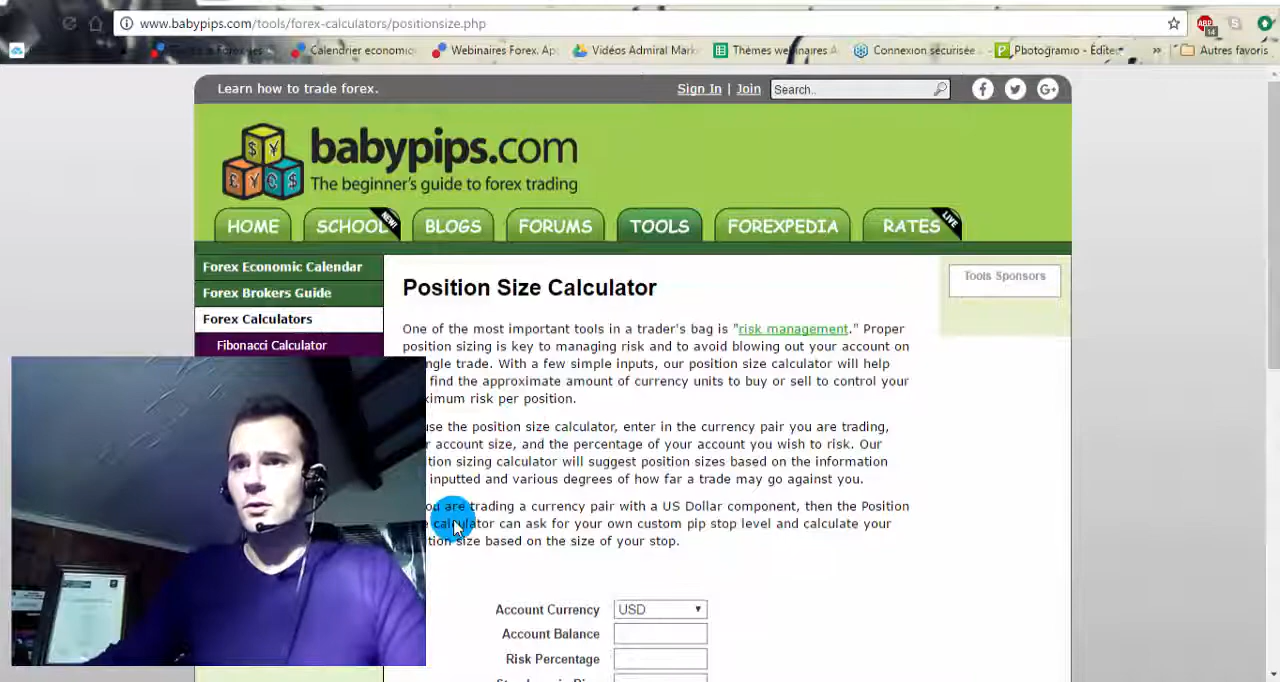 www.babypips.com/tools/forex-calculators/positionsize.php
ABP
14
S
Calendrier economic
Webinaires Forex. Ap
Vidéos Admiral Mark
Thèmes webinaires A
Connexion sécurisée
Photogramio - Édite
»
Autres favoris
Learn how to trade forex.
Sign In | Join
Search..
babypips.com
The beginner's guide to forex trading
HOME
SCHOOL
NEW!
BLOGS
FORUMS
TOOLS
FOREXPEDIA
RATES
LIVE
Forex Economic Calendar
Forex Brokers Guide
Forex Calculators
Fibonacci Calculator
Position Size Calculator
One of the most important tools in a trader's bag is "risk management." Proper
position sizing is key to managing risk and to avoid blowing out your account on
ngle trade. With a few simple inputs, our position size calculator will help
find the approximate amount of currency units to buy or sell to control your
ximum risk per position.
use the position size calculator, enter in the currency pair you are trading,
r account size, and the percentage of your account you wish to risk. Our
ition sizing calculator will suggest position sizes based on the information
inputted and various degrees of how far a trade may go against you.
ou are trading a currency pair with a US Dollar component, then the Position
e calculator can ask for your own custom pip stop level and calculate your
ition size based on the size of your stop.
Account Currency
USD
Account Balance
Risk Percentage
Tools Sponsors